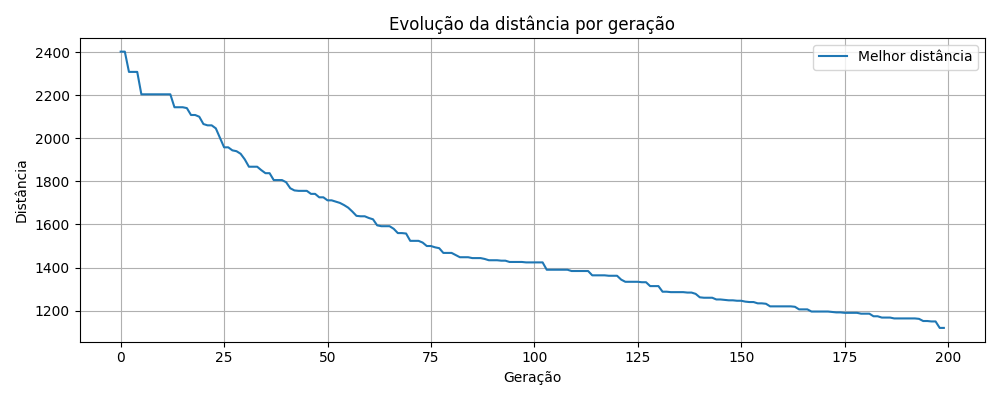 Evolução da distância por geração
Melhor distância
Distância
2400
2200
2000
1800
1600
1400
1200
0 25 50 75 100 125 150 175 200
Geração